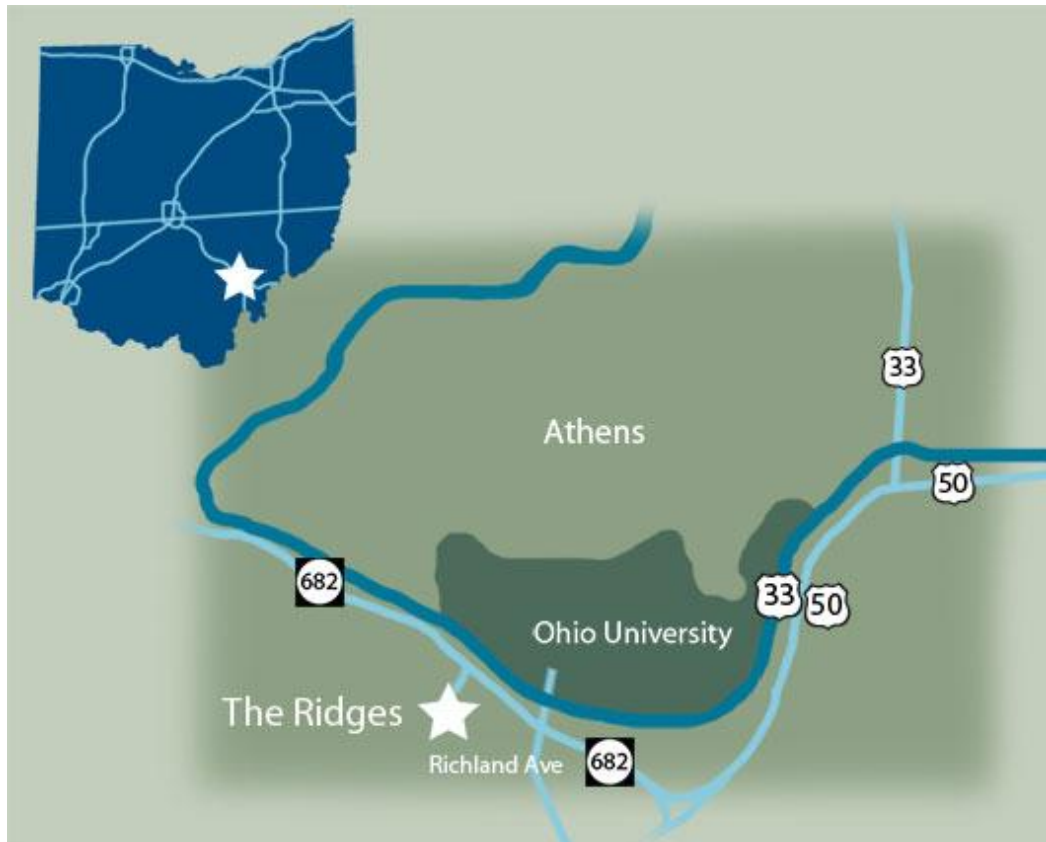 33
Athens
50
682
33
50
Ohio University
The Ridges
Richland Ave
682